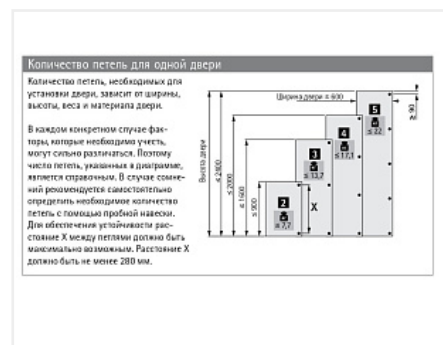 Количество петель для одной двери
Количество петель, необходимых для
установки двери, зависит от ширины,
высоты, веса и материала двери.
В каждом конкретном случае фак-
торы, которые необходимо учесть,
могут сильно различаться. Поэтому
число петель, указанных в диаграмме,
является справочным. В случае сомне-
ний рекомендуется самостоятельно
определить необходимое количество
петель с помощью пробной навески.
Для обеспечения устойчивости рас-
стояние X между петлями должно быть
максимально возможным. Расстояние X
должно быть не менее 280 мм.
Ширина двери ≤ 600
Высота двери
≤ 2400
≤ 2000
≤ 1600
≤ 900
≥ 90
5
≤ 22
4
≤ 17,1
3
≤ 13,7
2
≤ 7,7
X